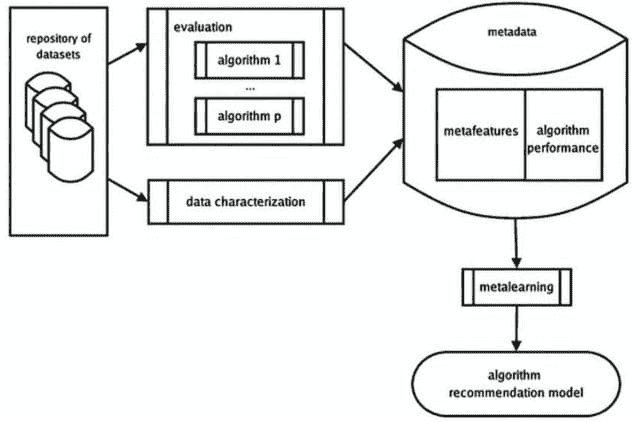 repository of
datasets
evaluation
algorithm 1
...
algorithm p
data characterization
metadata
metafeatures
algorithm
performance
metalearning
algorithm
recommendation model